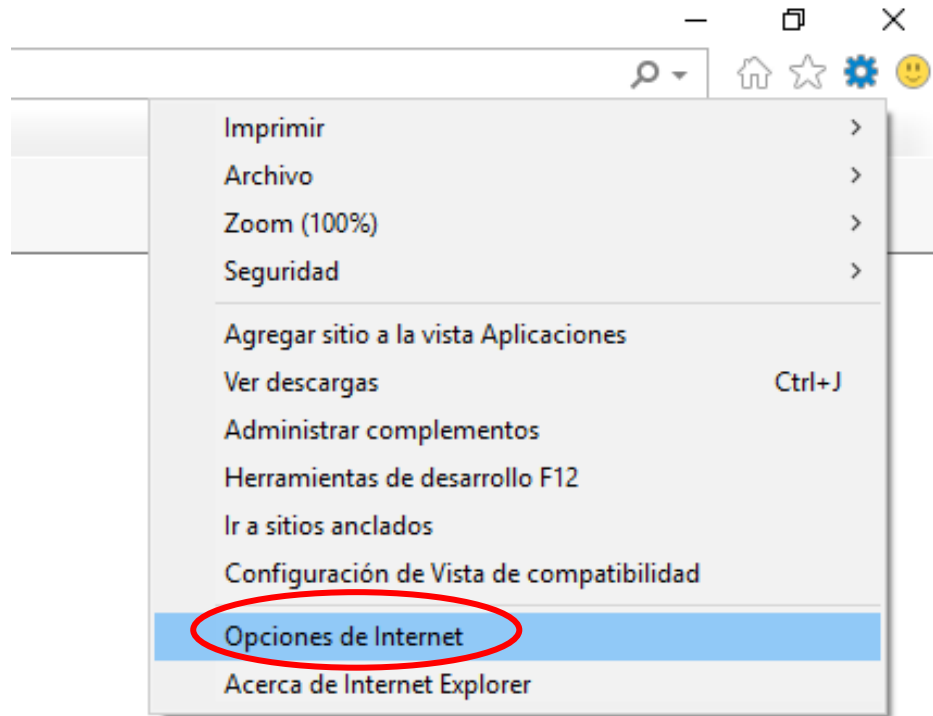 Imprimir
Archivo
Zoom (100%)
Seguridad
Agregar sitio a la vista Aplicaciones
Ver descargas Ctrl+J
Administrar complementos
Herramientas de desarrollo F12
Ir a sitios anclados
Configuración de Vista de compatibilidad
Opciones de Internet
Acerca de Internet Explorer